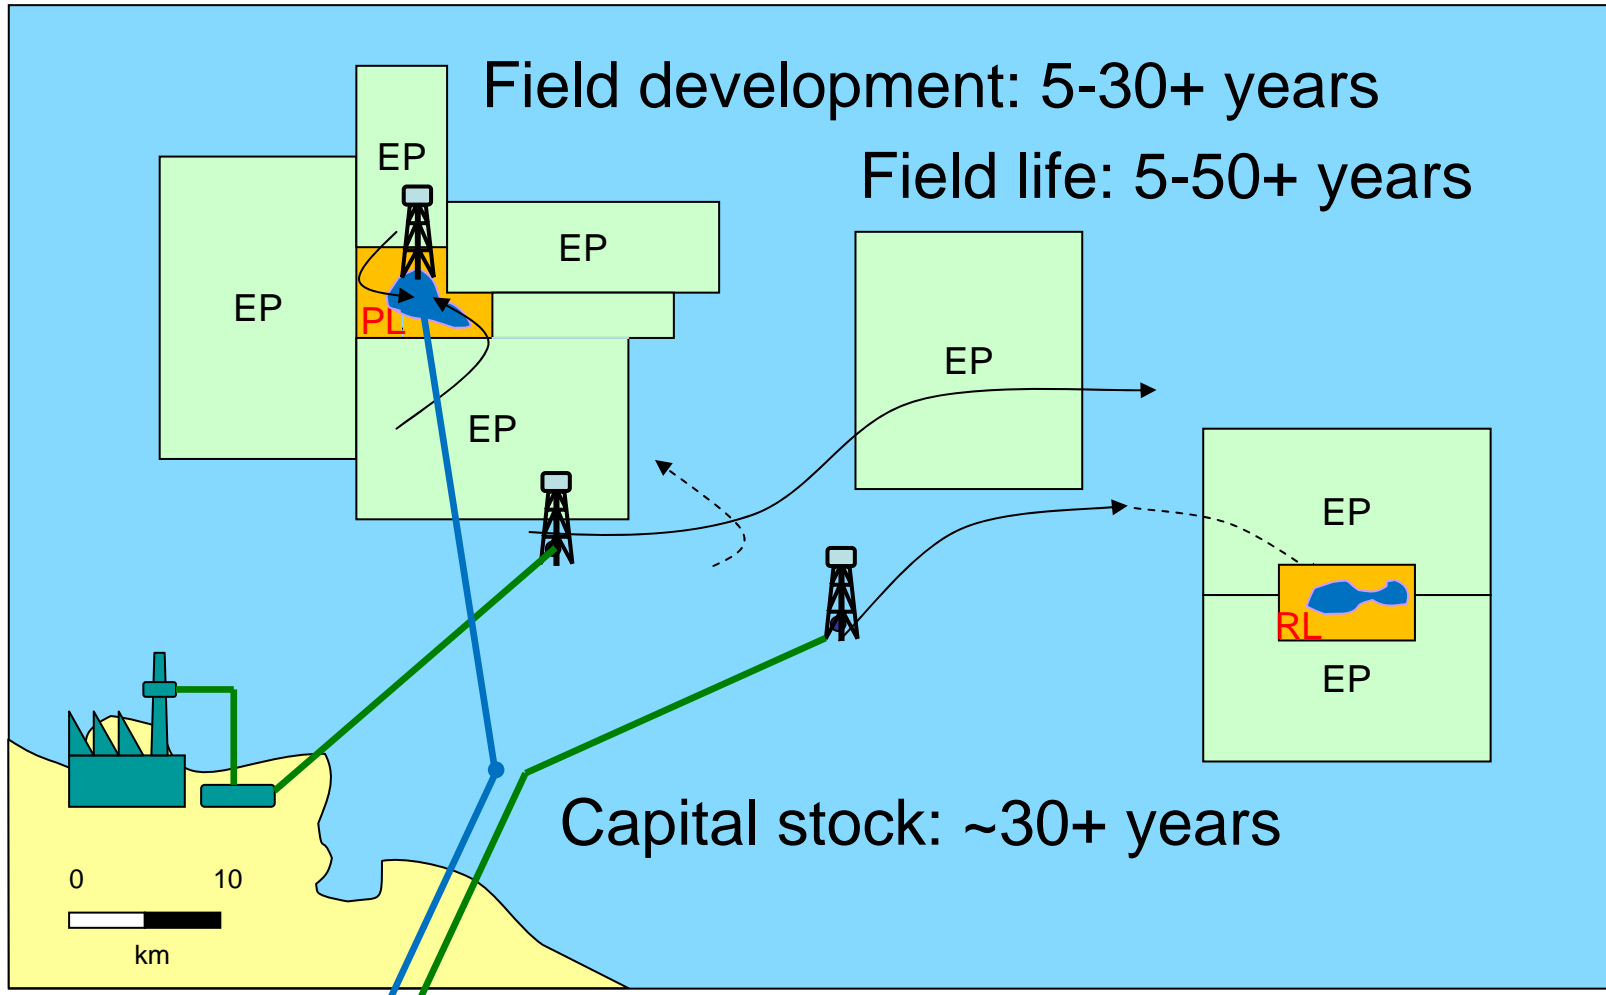 Field development: 5-30+ years
EP
Field life: 5-50+ years
EP
EP
PL
EP
EP
EP
RL
EP
Capital stock: ~30+ years
0 10
km